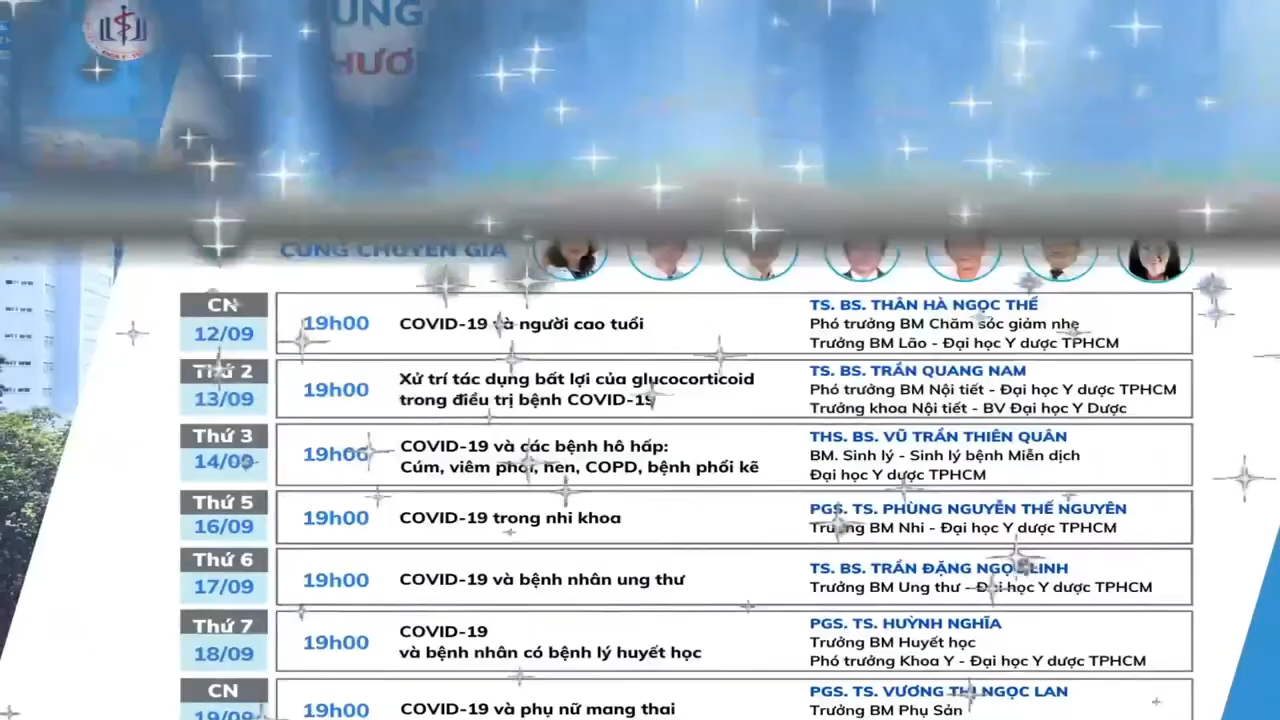 UNG
HƯƠ
CÙNG CHUYÊN GIA
CN
12/09
19h00
COVID-19 và người cao tuổi
TS. BS. THÂN HÀ NGỌC THỂ
Phó trưởng BM Chăm sóc giảm nhẹ
Trưởng BM Lão - Đại học Y dược TPHCM
Thứ 2
13/09
19h00
Xử trí tác dụng bất lợi của glucocorticoid
trong điều trị bệnh COVID-19
TS. BS. TRẦN QUANG NAM
Phó trưởng BM Nội tiết - Đại học Y dược TPHCM
Trưởng khoa Nội tiết - BV Đại học Y Dược
Thứ 3
14/09
19h00
COVID-19 và các bệnh hô hấp:
Cúm, viêm phổi, hen, COPD, bệnh phổi kẽ
THS. BS. VŨ TRẦN THIÊN QUÂN
BM. Sinh lý - Sinh lý bệnh Miễn dịch
Đại học Y dược TPHCM
Thứ 5
16/09
19h00
COVID-19 trong nhi khoa
PGS. TS. PHÙNG NGUYỄN THẾ NGUYÊN
Trưởng BM Nhi - Đại học Y dược TPHCM
Thứ 6
17/09
19h00
COVID-19 và bệnh nhân ung thư
TS. BS. TRẦN ĐẶNG NGỌC LINH
Trưởng BM Ung thư - Đại học Y dược TPHCM
Thứ 7
18/09
19h00
COVID-19
và bệnh nhân có bệnh lý huyết học
PGS. TS. HUỲNH NGHĨA
Trưởng BM Huyết học
Phó trưởng Khoa Y - Đại học Y dược TPHCM
CN
19/09
19h00
COVID-19 và phụ nữ mang thai
PGS. TS. VƯƠNG THỊ NGỌC LAN
Trưởng BM Phụ Sản